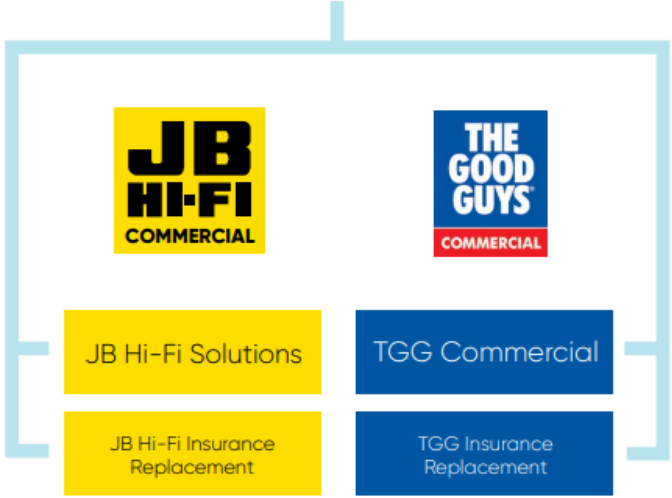 JB
HI-FI
COMMERCIAL
THE
GOOD
GUYS®
COMMERCIAL
JB Hi-Fi Solutions
TGG Commercial
JB Hi-Fi Insurance
Replacement
TGG Insurance
Replacement